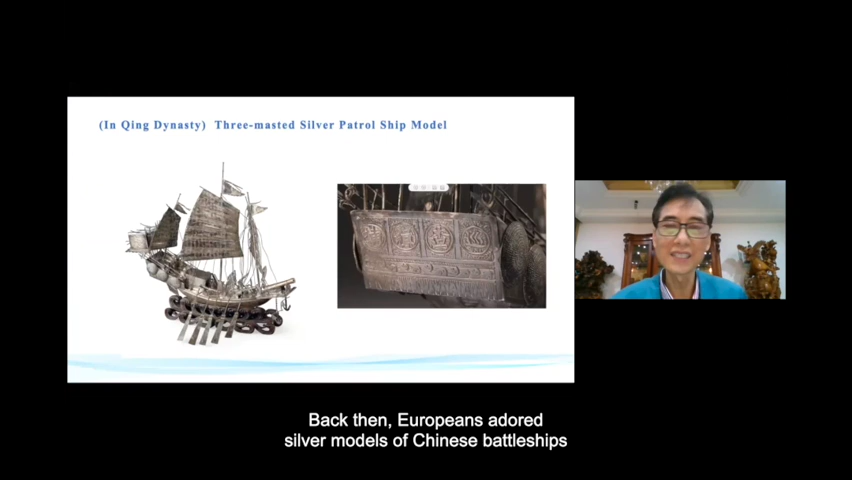 (In Qing Dynasty) Three-masted Silver Patrol Ship Model
Back then, Europeans adored
silver models of Chinese battleships